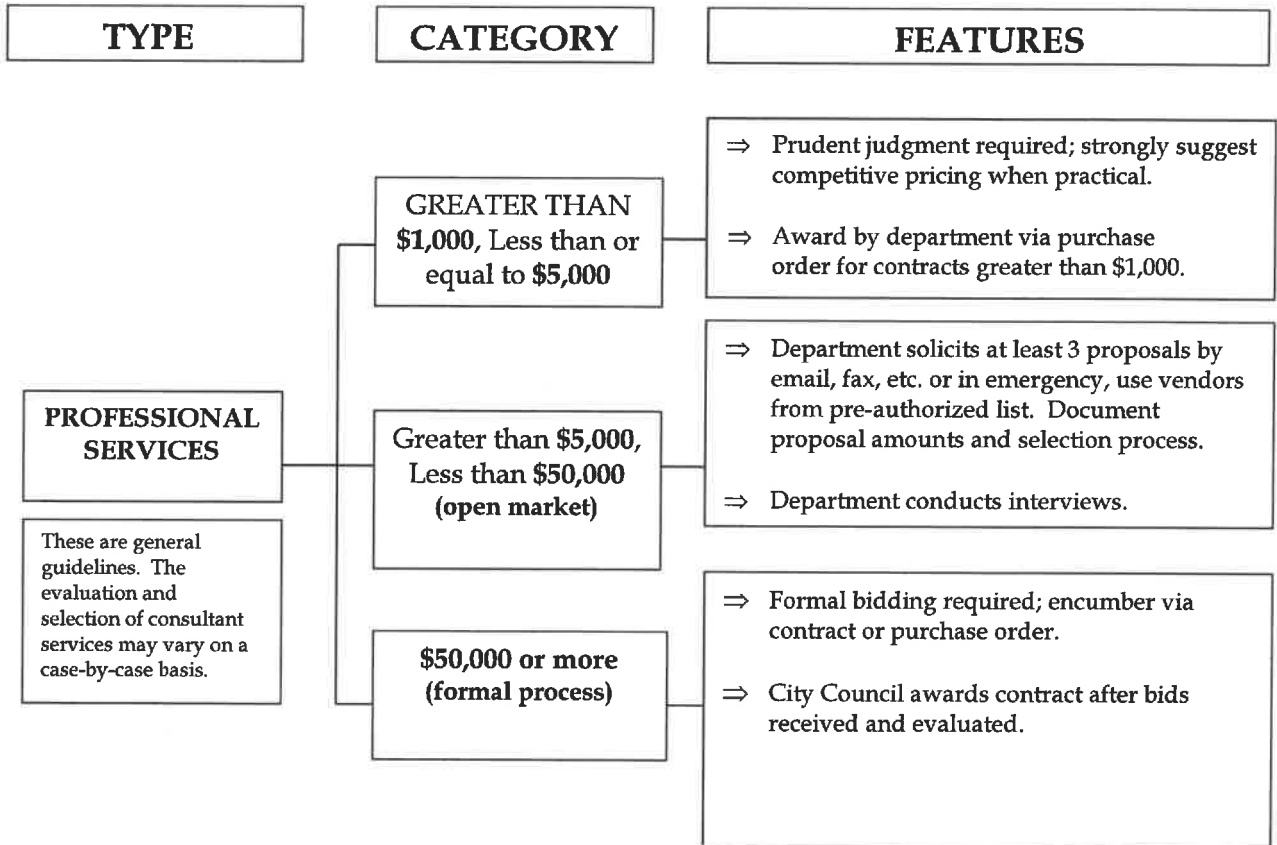 TYPE
CATEGORY
FEATURES
GREATER THAN
$1,000, Less than or
equal to $5,000
⇒ Prudent judgment required; strongly suggest
competitive pricing when practical.
⇒ Award by department via purchase
order for contracts greater than $1,000.
PROFESSIONAL
SERVICES
These are general
guidelines. The
evaluation and
selection of consultant
services may vary on a
case-by-case basis.
Greater than $5,000,
Less than $50,000
(open market)
⇒ Department solicits at least 3 proposals by
email, fax, etc. or in emergency, use vendors
from pre-authorized list. Document
proposal amounts and selection process.
⇒ Department conducts interviews.
$50,000 or more
(formal process)
⇒ Formal bidding required; encumber via
contract or purchase order.
⇒ City Council awards contract after bids
received and evaluated.